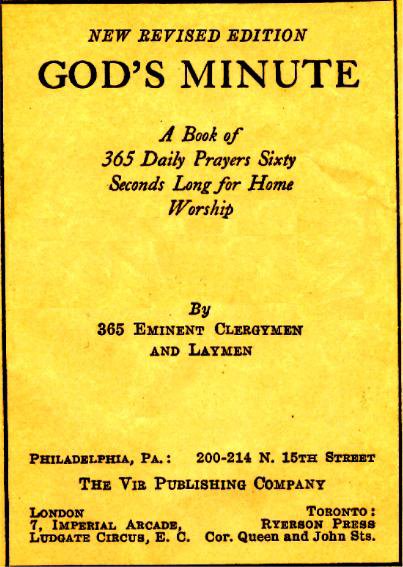 NEW REVISED EDITION
GOD'S MINUTE
A Book of
365 Daily Prayers Sixty
Seconds Long for Home
Worship
By
365 EMINENT CLERGYMEN
AND LAYMEN
PHILADELPHIA, PA.: 200-214 N. 15TH STREET
THE VIR PUBLISHING COMPANY
LONDON TORONTO:
7, IMPERIAL ARCADE, RYERSON PRESS
LUDGATE CIRCUS, E. C. Cor. Queen and John Sts.